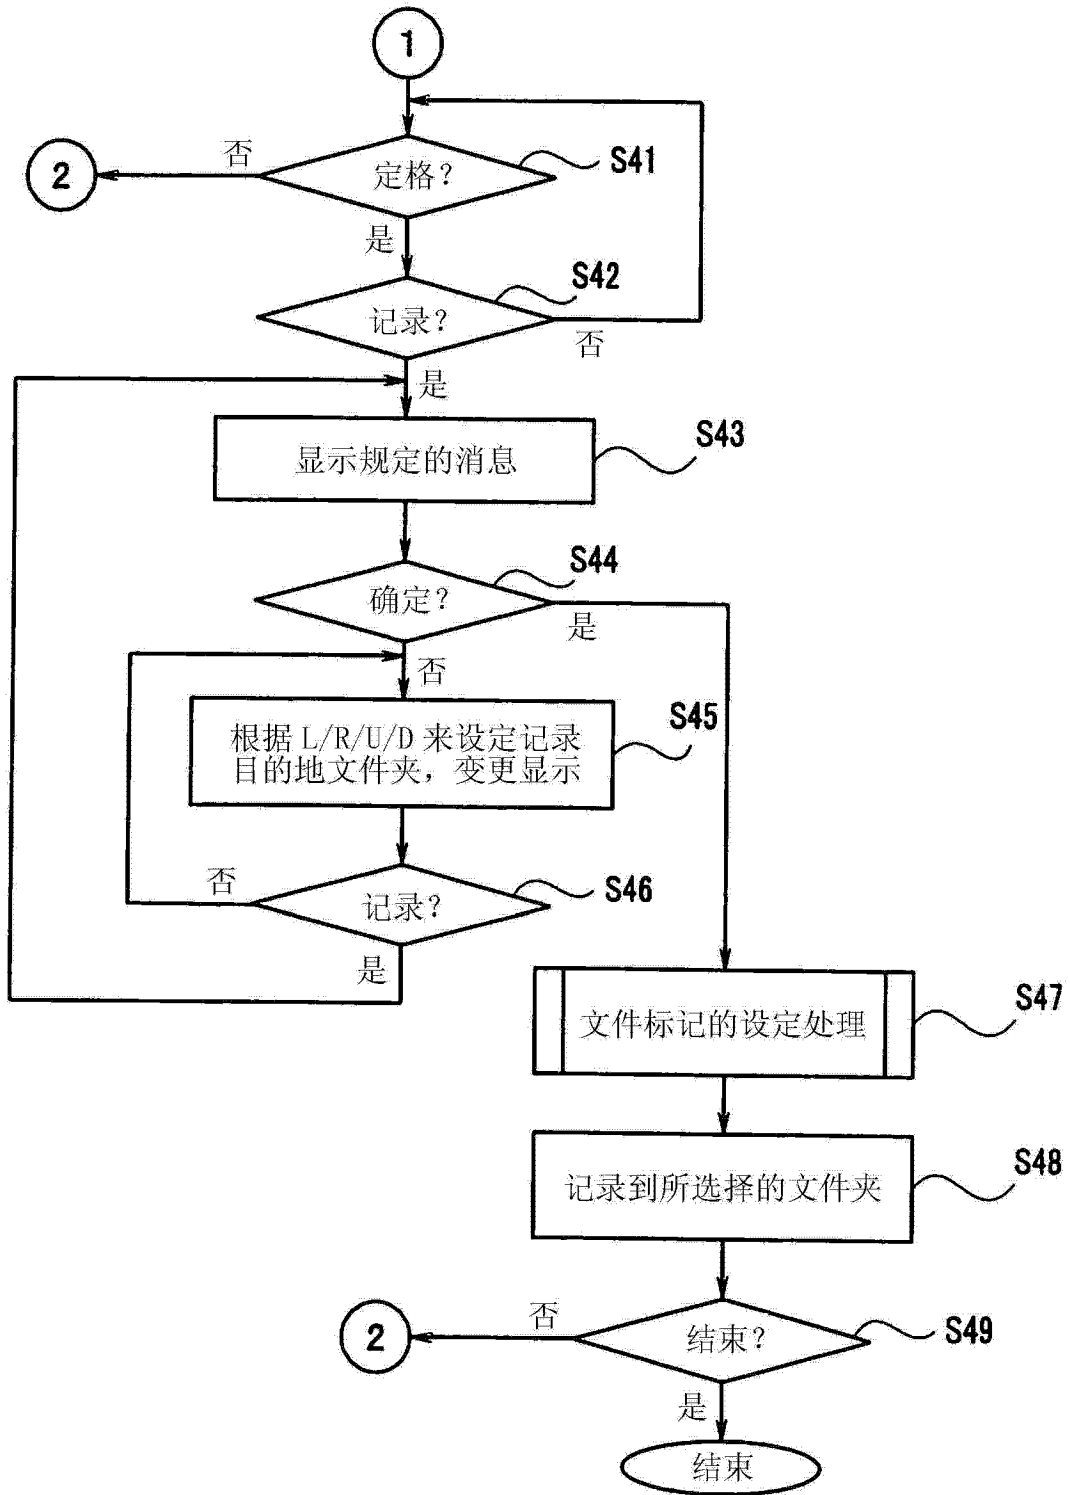 1
2
否
定格？
S41
是
S42
记录？
否
是
显示规定的消息
S43
S44
确定？
是
否
根据 L/R/U/D 来设定记录
目的地文件夹，变更显示
S45
否
记录？
S46
是
文件标记的设定处理
S47
记录到所选择的文件夹
S48
2
否
结束？
S49
是
结束